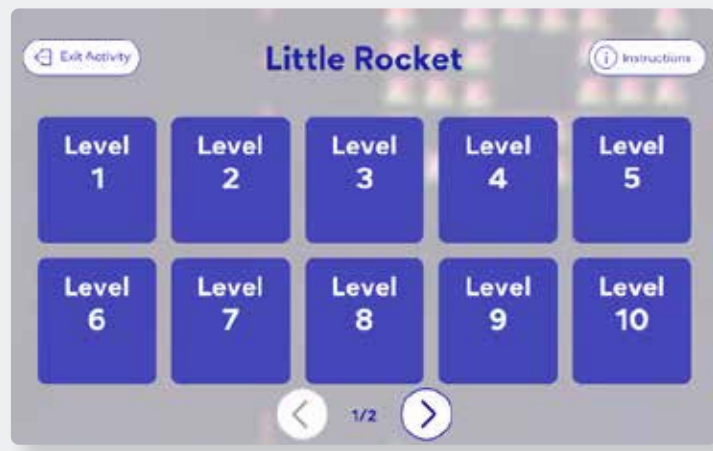 Exit Activity
Little Rocket
Instructions
Level
1
Level
2
Level
3
Level
4
Level
5
Level
6
Level
7
Level
8
Level
9
Level
10
1/2